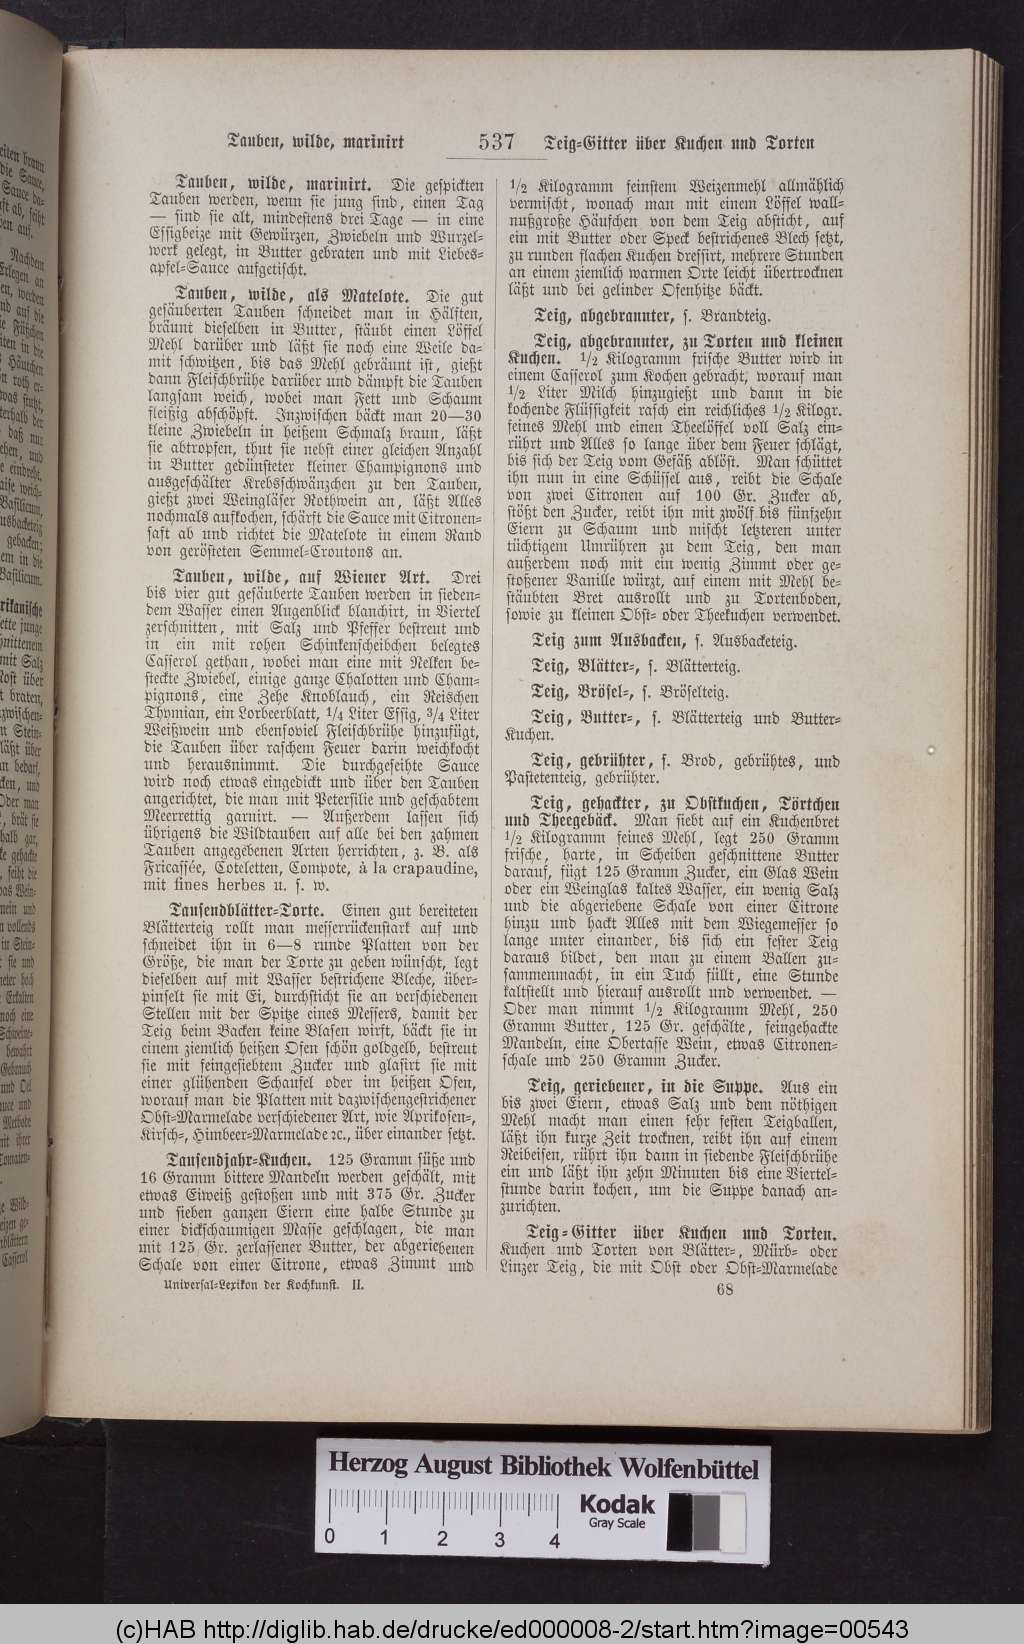 Tauben, wilde, marinirt 537 Teig-Gitter über Kuchen und Torten
Tauben, wilde, marinirt. Die gespickten
Tauben werden, wenn sie jung sind, einen Tag
— sind sie alt, mindestens drei Tage — in eine
Essigbeize mit Gewürzen, Zwiebeln und Wurzel-
werk gelegt, in Butter gebraten und mit Liebes-
apfel-Sauce aufgetischt.
Tauben, wilde, als Matelote. Die gut
gesäuberten Tauben schneidet man in Hälften,
bräunt dieselben in Butter, stäubt einen Löffel
Mehl darüber und läßt sie noch eine Weile da-
mit schwitzen, bis das Mehl gebräunt ist, gießt
dann Fleischbrühe darüber und dämpft die Tauben
langsam weich, wobei man Fett und Schaum
fleißig abschöpft. Inzwischen bäckt man 20—30
kleine Zwiebeln in heißem Schmalz braun, läßt
sie abtropfen, thut sie nebst einer gleichen Anzahl
in Butter gedünsteter kleiner Champignons und
ausgeschälter Krebsschwänzchen zu den Tauben,
gießt zwei Weingläser Rothwein an, läßt Alles
nochmals aufkochen, schärft die Sauce mit Citronen-
saft ab und richtet die Matelote in einem Rand
von gerösteten Semmel-Croutons an.
Tauben, wilde, auf Wiener Art. Drei
bis vier gut gesäuberte Tauben werden in sieden-
dem Wasser einen Augenblick blanchirt, in Viertel
zerschnitten, mit Salz und Pfeffer bestreut und
in ein mit rohen Schinkenscheibchen belegtes
Casserol gethan, wobei man eine mit Nelken be-
steckte Zwiebel, einige ganze Chalotten und Cham-
pignons, eine Zehe Knoblauch, ein Reischen
Thymian, ein Lorbeerblatt, 1/4 Liter Essig, 3/4 Liter
Weißwein und ebensoviel Fleischbrühe hinzufügt,
die Tauben über raschem Feuer darin weichkocht
und herausnimmt. Die durchgeseihte Sauce
wird noch etwas eingedickt und über den Tauben
angerichtet, die man mit Petersilie und geschabtem
Meerrettig garnirt. — Außerdem lassen sich
übrigens die Wildtauben auf alle bei den zahmen
Tauben angegebenen Arten herrichten, z. B. als
Fricassée, Coteletten, Compote, à la crapaudine,
mit fines herbes u. s. w.
Tausendblätter-Torte. Einen gut bereiteten
Blätterteig rollt man messerrückenstark auf und
schneidet ihn in 6—8 runde Platten von der
Größe, die man der Torte zu geben wünscht, legt
dieselben auf mit Wasser bestrichene Bleche, über-
pinselt sie mit Ei, durchsticht sie an verschiedenen
Stellen mit der Spitze eines Messers, damit der
Teig beim Backen keine Blasen wirft, bäckt sie in
einem ziemlich heißen Ofen schön goldgelb, bestreut
sie mit feingesiebtem Zucker und glasirt sie mit
einer glühenden Schaufel oder im heißen Ofen,
worauf man die Platten mit dazwischengestrichener
Obst-Marmelade verschiedener Art, wie Aprikosen-,
Kirsch-, Himbeer-Marmelade ꝛc., über einander setzt.
Tausendjahr-Kuchen. 125 Gramm süße und
16 Gramm bittere Mandeln werden geschält, mit
etwas Eiweiß gestoßen und mit 375 Gr. Zucker
und sieben ganzen Eiern eine halbe Stunde zu
einer dickschaumigen Masse geschlagen, die man
mit 125 Gr. zerlassener Butter, der abgeriebenen
Schale von einer Citrone, etwas Zimmt und
Universal-Lexikon der Kochkunst. II.
1/2 Kilogramm feinstem Weizenmehl allmählich
vermischt, wonach man mit einem Löffel wall-
nußgroße Häufchen von dem Teig absticht, auf
ein mit Butter oder Speck bestrichenes Blech setzt,
zu runden flachen Kuchen dressirt, mehrere Stunden
an einem ziemlich warmen Orte leicht übertrocknen
läßt und bei gelinder Ofenhitze bäckt.
Teig, abgebrannter, s. Brandteig.
Teig, abgebrannter, zu Torten und kleinen
Kuchen. 1/2 Kilogramm frische Butter wird in
einem Casserol zum Kochen gebracht, worauf man
1/2 Liter Milch hinzugießt und dann in die
kochende Flüssigkeit rasch ein reichliches 1/2 Kilogr.
feines Mehl und einen Theelöffel voll Salz ein-
rührt und Alles so lange über dem Feuer schlägt,
bis sich der Teig vom Gefäß ablöst. Man schüttet
ihn nun in eine Schüssel aus, reibt die Schale
von zwei Citronen auf 100 Gr. Zucker ab,
stößt den Zucker, reibt ihn mit zwölf bis fünfzehn
Eiern zu Schaum und mischt letzteren unter
tüchtigem Umrühren zu dem Teig, den man
außerdem noch mit ein wenig Zimmt oder ge-
stoßener Vanille würzt, auf einem mit Mehl be-
stäubten Bret ausrollt und zu Tortenboden,
sowie zu kleinen Obst- oder Theekuchen verwendet.
Teig zum Ausbacken, s. Ausbacketeig.
Teig, Blätter-, s. Blätterteig.
Teig, Brösel-, s. Bröselteig.
Teig, Butter-, s. Blätterteig und Butter-
Kuchen.
Teig, gebrühter, s. Brod, gebrühtes, und
Pastetenteig, gebrühter.
Teig, gehackter, zu Obstkuchen, Törtchen
und Theegebäck. Man siebt auf ein Kuchenbret
1/2 Kilogramm feines Mehl, legt 250 Gramm
frische, harte, in Scheiben geschnittene Butter
darauf, fügt 125 Gramm Zucker, ein Glas Wein
oder ein Weinglas kaltes Wasser, ein wenig Salz
und die abgeriebene Schale von einer Citrone
hinzu und hackt Alles mit dem Wiegemesser so
lange unter einander, bis sich ein fester Teig
daraus bildet, den man zu einem Ballen zu-
sammenmacht, in ein Tuch füllt, eine Stunde
kaltstellt und hierauf ausrollt und verwendet. —
Oder man nimmt 1/2 Kilogramm Mehl, 250
Gramm Butter, 125 Gr. geschälte, feingehackte
Mandeln, eine Obertasse Wein, etwas Citronen-
schale und 250 Gramm Zucker.
Teig, geriebener, in die Suppe. Aus ein
bis zwei Eiern, etwas Salz und dem nöthigen
Mehl macht man einen sehr festen Teigballen,
läßt ihn kurze Zeit trocknen, reibt ihn auf einem
Reibeisen, rührt ihn dann in siedende Fleischbrühe
ein und läßt ihn zehn Minuten bis eine Viertel-
stunde darin kochen, um die Suppe danach an-
zurichten.
Teig-Gitter über Kuchen und Torten.
Kuchen und Torten von Blätter-, Mürb- oder
Linzer Teig, die mit Obst oder Obst-Marmelade
68
Herzog August Bibliothek Wolfenbüttel
0 1 2 3 4
Kodak
Gray Scale
(c)HAB http://diglib.hab.de/drucke/ed000008-2/start.htm?image=00543